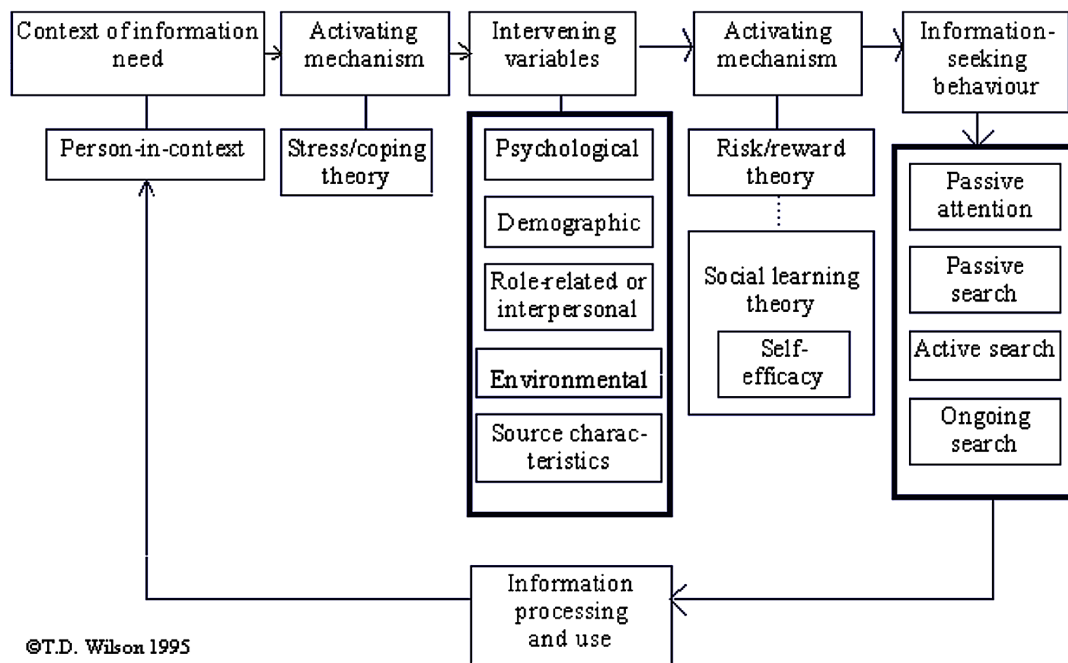 Context of information
need
Activating
mechanism
Intervening
variables
Activating
mechanism
Information-
seeking
behaviour
Person-in-context
Stress/coping
theory
Psychological
Demographic
Role-related or
interpersonal
Environmental
Source charac-
teristics
Risk/reward
theory
Social learning
theory
Self-
efficacy
Passive
attention
Passive
search
Active search
Ongoing
search
Information
processing
and use
©T.D. Wilson 1995